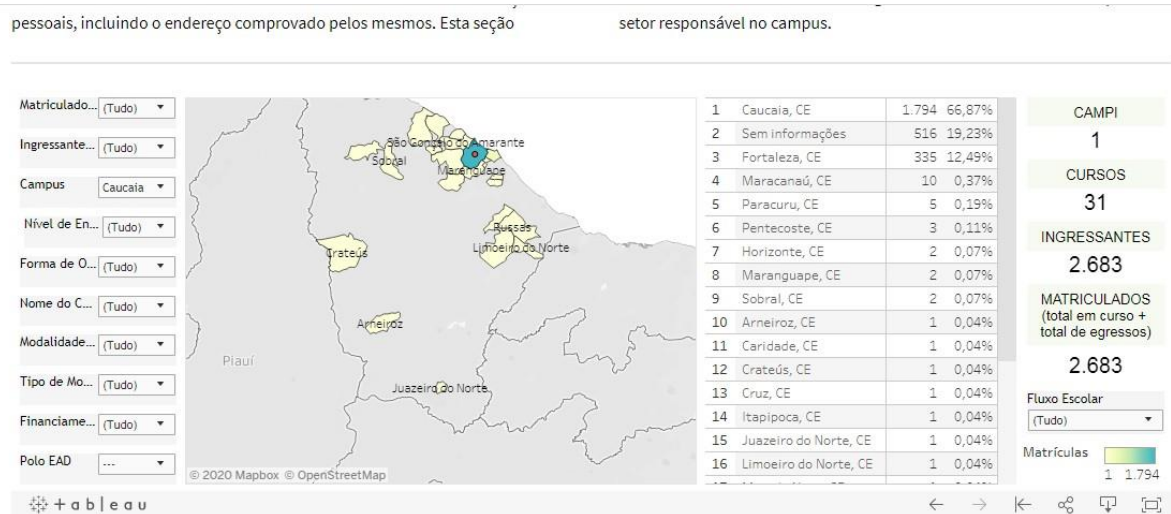 pessoais, incluindo o endereço comprovado pelos mesmos. Esta seção
setor responsável no campus.
Matriculado... (Tudo)
Ingressante... (Tudo)
Campus Caucaia
Nível de En... (Tudo)
Forma de O... (Tudo)
Nome do C... (Tudo)
Modalidade... (Tudo)
Tipo de Mo... (Tudo)
Financiame... (Tudo)
Polo EAD ---
São Gonçalo do Amarante
Sobral
Maranguape
Russas
Limoeiro do Norte
Crateús
Arneiroz
Piauí
Juazeiro do Norte
© 2020 Mapbox © OpenStreetMap
1 Caucaia, CE 1.794 66,87%
2 Sem informações 516 19,23%
3 Fortaleza, CE 335 12,49%
4 Maracanaú, CE 10 0,37%
5 Paracuru, CE 5 0,19%
6 Pentecoste, CE 3 0,11%
7 Horizonte, CE 2 0,07%
8 Maranguape, CE 2 0,07%
9 Sobral, CE 2 0,07%
10 Arneiroz, CE 1 0,04%
11 Caridade, CE 1 0,04%
12 Crateús, CE 1 0,04%
13 Cruz, CE 1 0,04%
14 Itapipoca, CE 1 0,04%
15 Juazeiro do Norte, CE 1 0,04%
16 Limoeiro do Norte, CE 1 0,04%
CAMPI
1
CURSOS
31
INGRESSANTES
2.683
MATRICULADOS
(total em curso +
total de egressos)
2.683
Fluxo Escolar
(Tudo)
Matrículas
1 1.794
+ a b l e a u